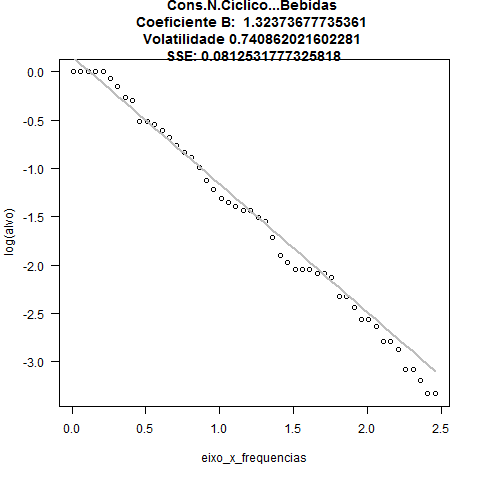 Cons.N.Ciclico...Bebidas
Coeficiente B:  1.32373677735361
Volatilidade 0.740862021602281
SSE: 0.0812531777325818
0.0
-0.5
-1.0
-1.5
-2.0
-2.5
-3.0
log(alvo)
0.0
0.5
1.0
1.5
2.0
2.5
eixo_x_frequencias